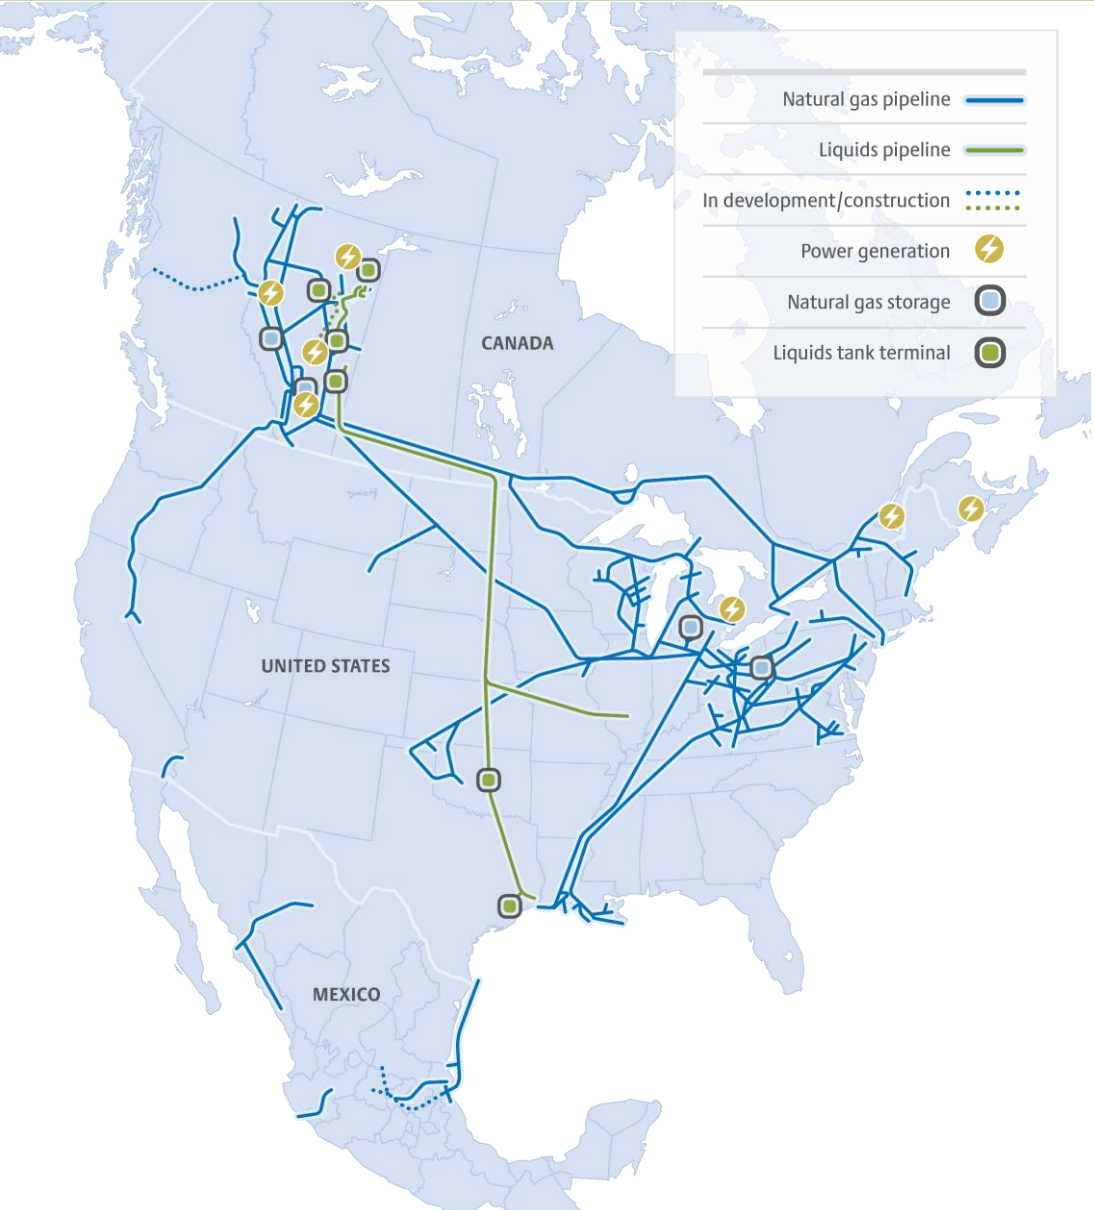 Natural gas pipeline
Liquids pipeline
In development/construction
Power generation
Natural gas storage
Liquids tank terminal
CANADA
UNITED STATES
MEXICO